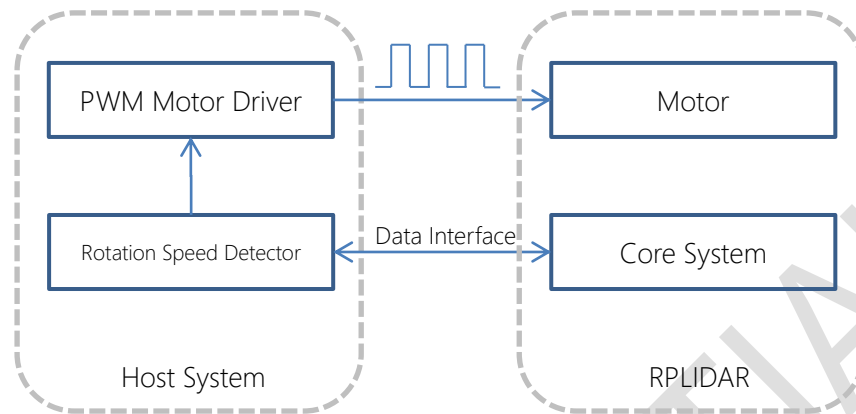 PWM Motor Driver
Motor
Rotation Speed Detector
Data Interface
Core System
Host System
RPLIDAR